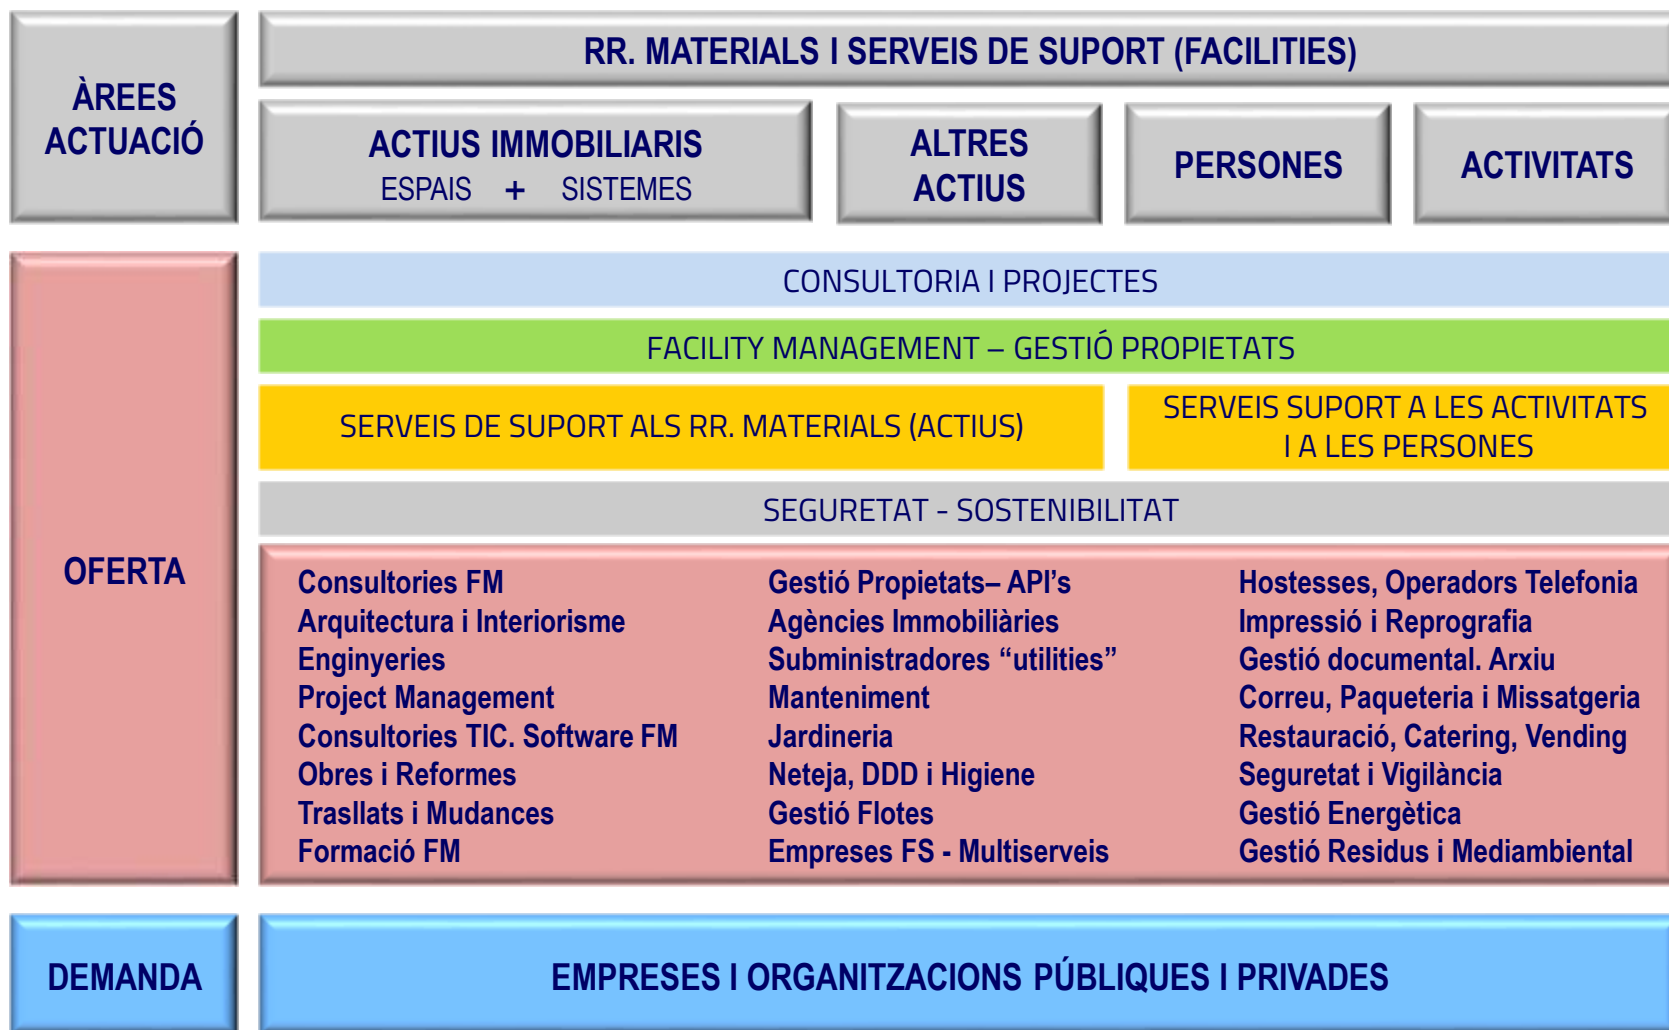 ÀREES
ACTUACIÓ
RR. MATERIALS I SERVEIS DE SUPORT (FACILITIES)
ACTIUS IMMOBILIARIS
ESPAIS + SISTEMES
ALTRES
ACTIUS
PERSONES
ACTIVITATS
OFERTA
CONSULTORIA I PROJECTES
FACILITY MANAGEMENT – GESTIÓ PROPIETATS
SERVEIS DE SUPORT ALS RR. MATERIALS (ACTIUS)
SERVEIS SUPORT A LES ACTIVITATS
I A LES PERSONES
SEGURETAT - SOSTENIBILITAT
Consultories FM
Arquitectura i Interiorisme
Enginyeries
Project Management
Consultories TIC. Software FM
Obres i Reformes
Trasllats i Mudances
Formació FM
Gestió Propietats– API’s
Agències Immobiliàries
Subministradores “utilities”
Manteniment
Jardineria
Neteja, DDD i Higiene
Gestió Flotes
Empreses FS - Multiserveis
Hostesses, Operadors Telefonia
Impressió i Reprografia
Gestió documental. Arxiu
Correu, Paqueteria i Missatgeria
Restauració, Catering, Vending
Seguretat i Vigilància
Gestió Energètica
Gestió Residus i Mediambiental
DEMANDA
EMPRESES I ORGANITZACIONS PÚBLIQUES I PRIVADES